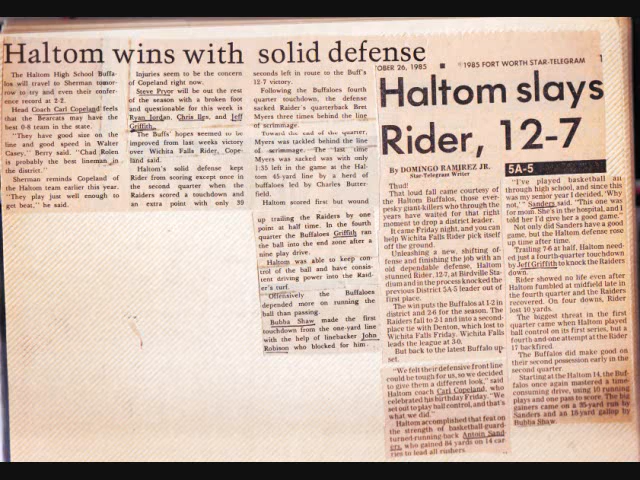 Haltom wins with solid defense
The Haltom High School Buffa-
los will travel to Sherman tomor-
row to try and even their confer-
ence record at 2-2.
Head Coach Carl Copeland feels
that the Bearcats may have the
best 0-8 team in the state.
"They have good size on the
line and good speed in Walter
Casey," Berry said. "Chad Rolen
is probably the best lineman in
the district."
Sherman reminds Copeland of
the Haltom team early this year.
"They play just well enough to
get beat," he said.
Injuries seem to be the concern
of Copeland right now.
Steve Pryor will be out the rest
of the season with a broken foot
and questionable for this week is
Ryan Jordan, Chris Iles, and Jeff
Griffith.
The Buffs' hopes seemed to be
improved from last weeks victory
over Wichita Falls Rider, Cope-
land said.
Haltom's solid defense kept
Rider from scoring except once in
the second quarter when the
Raiders scored a touchdown and
an extra point with only 39
seconds left in route to the Buff's
12-7 victory.
Following the Buffaloes fourth
quarter touchdown, the defense
sacked Raider's quarterback Bret
Myers three times behind the line
of scrimmage.
Toward the end of the quarter,
Myers was tackled behind the line
of scrimmage. The last time
Myers was sacked was with only
1:35 left in the game at the Hal-
tom 45-yard line by a herd of
buffaloes led by Charles Butter-
field.
Haltom scored first but wound
up trailing the Raiders by one
point at half time. In the fourth
quarter the Buffaloes Griffith ran
the ball into the end zone after a
nine play drive.
Haltom was able to keep con-
trol of the ball and have consis-
tent driving power into the Raid-
er's turf.
Offensively the Buffaloes
depended more on running the
ball than passing.
Bubba Shaw made the first
touchdown from the one-yard line
with the help of linebacker John
Robison who blocked for him.
TOBER 26, 1985 ■ © 1985 FORT WORTH STAR-TELEGRAM 1
Haltom slays
Rider, 12-7
By DOMINGO RAMIREZ JR.
Star-Telegram Writer
Thud!
That loud fall came courtesy of
the Haltom Buffalos, those ever-
pesky giant-killers who through the
years have waited for that right
moment to drop a district leader.
It came Friday night, and you can
help Wichita Falls Rider pick itself
off the ground.
Unleashing a new, shifting of-
fense and finishing the job with an
old dependable defense, Haltom
stunned Rider, 12-7, at Birdville Sta-
dium and in the process knocked the
previous District 5A-5 leader out of
first place.
The win puts the Buffalos at 1-2 in
district and 2-6 for the season. The
Raiders fall to 2-1 and into a second-
place tie with Denton, which lost to
Wichita Falls Friday. Wichita Falls
leads the league at 3-0.
But back to the latest Buffalo up-
set.
"We felt their defensive front line
could be tough for us, so we decided
to give them a different look," said
Haltom coach Carl Copeland, who
celebrated his birthday Friday. "We
set out to play ball control, and that's
what we did."
Haltom accomplished that feat on
the strength of basketball-guard-
turned-running-back Antoin Sand-
ers, who gained 84 yards on 14 car-
ries to lead all rushers
5A-5
"I've played basketball all
through high school, and since this
was my senior year I decided, 'Why
not,'" Sanders said. "This one was
for mom. She's in the hospital, and I
told her I'd give her a good game."
Not only did Sanders have a good
game, but the Haltom defense rose
up time after time.
Trailing 7-6 at half, Haltom need-
ed just a fourth-quarter touchdown
by Jeff Griffith to knock the Raiders
down.
Rider showed no life even after
Haltom fumbled at midfield late in
the fourth quarter and the Raiders
recovered. On four downs, Rider
lost 10 yards.
The biggest threat in the first
quarter came when Haltom played
ball control on its first series, but a
fourth-and-one attempt at the Rider
17 backfired.
The Buffalos did make good on
their second possession early in the
second quarter
Starting at the Haltom 14, the Buf-
falos once again mastered a time-
consuming drive, using 10 running
plays and one pass to score. The big
gainers came on a 35-yard run by
Sanders and an 18-yard gallop by
Bubba Shaw.